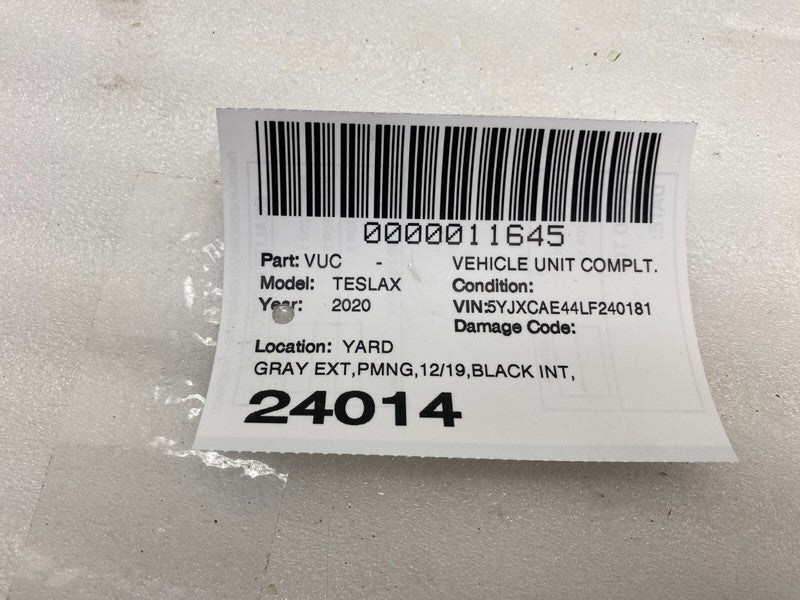 0000011645
Part: VUC - VEHICLE UNIT COMPLT.
Model: TESLAX Condition:
Year: 2020 VIN:5YJXCAE44LF240181
Damage Code:
Location: YARD
GRAY EXT,PMNG,12/19,BLACK INT,
24014